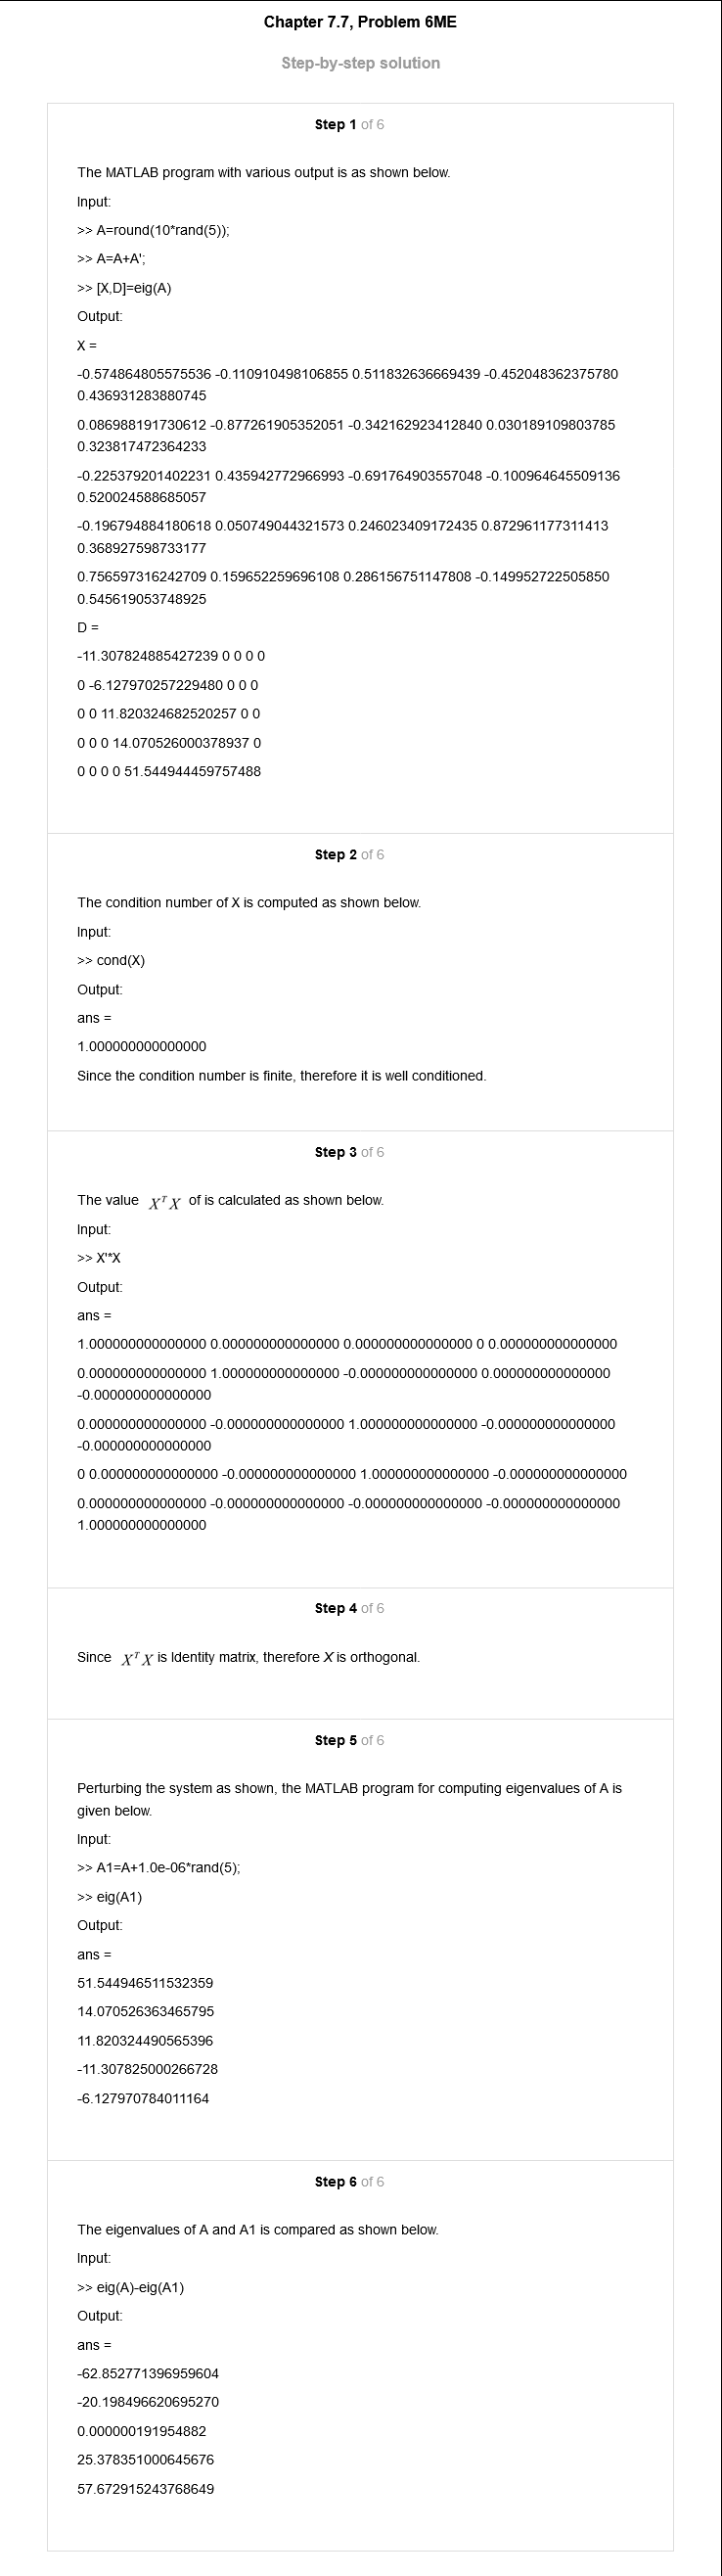 Chapter 7.7, Problem 6ME
Step-by-step solution
Step 1 of 6
The MATLAB program with various output is as shown below.
Input:
>> A=round(10*rand(5));
>> A=A+A';
>> [X,D]=eig(A)
Output:
X =
-0.574864805575536 -0.110910498106855 0.511832636669439 -0.452048362375780
0.436931283880745
0.086988191730612 -0.877261905352051 -0.342162923412840 0.030189109803785
0.323817472364233
-0.225379201402231 0.435942772966993 -0.691764903557048 -0.100964645509136
0.520024588685057
-0.196794884180618 0.050749044321573 0.246023409172435 0.872961177311413
0.368927598733177
0.756597316242709 0.159652259696108 0.286156751147808 -0.149952722505850
0.545619053748925
D =
-11.307824885427239 0 0 0 0
0 -6.127970257229480 0 0 0
0 0 11.820324682520257 0 0
0 0 0 14.070526000378937 0
0 0 0 0 51.544944459757488
Step 2 of 6
The condition number of X is computed as shown below.
Input:
>> cond(X)
Output:
ans =
1.000000000000000
Since the condition number is finite, therefore it is well conditioned.
Step 3 of 6
The value X^T X of is calculated as shown below.
Input:
>> X'*X
Output:
ans =
1.000000000000000 0.000000000000000 0.000000000000000 0 0.000000000000000
0.000000000000000 1.000000000000000 -0.000000000000000 0.000000000000000
-0.000000000000000
0.000000000000000 -0.000000000000000 1.000000000000000 -0.000000000000000
-0.000000000000000
0 0.000000000000000 -0.000000000000000 1.000000000000000 -0.000000000000000
0.000000000000000 -0.000000000000000 -0.000000000000000 -0.000000000000000
1.000000000000000
Step 4 of 6
Since X^T X is Identity matrix, therefore X is orthogonal.
Step 5 of 6
Perturbing the system as shown, the MATLAB program for computing eigenvalues of A is
given below.
Input:
>> A1=A+1.0e-06*rand(5);
>> eig(A1)
Output:
ans =
51.544946511532359
14.070526363465795
11.820324490565396
-11.307825000266728
-6.127970784011164
Step 6 of 6
The eigenvalues of A and A1 is compared as shown below.
Input:
>> eig(A)-eig(A1)
Output:
ans =
-62.852771396959604
-20.198496620695270
0.000000191954882
25.378351000645676
57.672915243768649